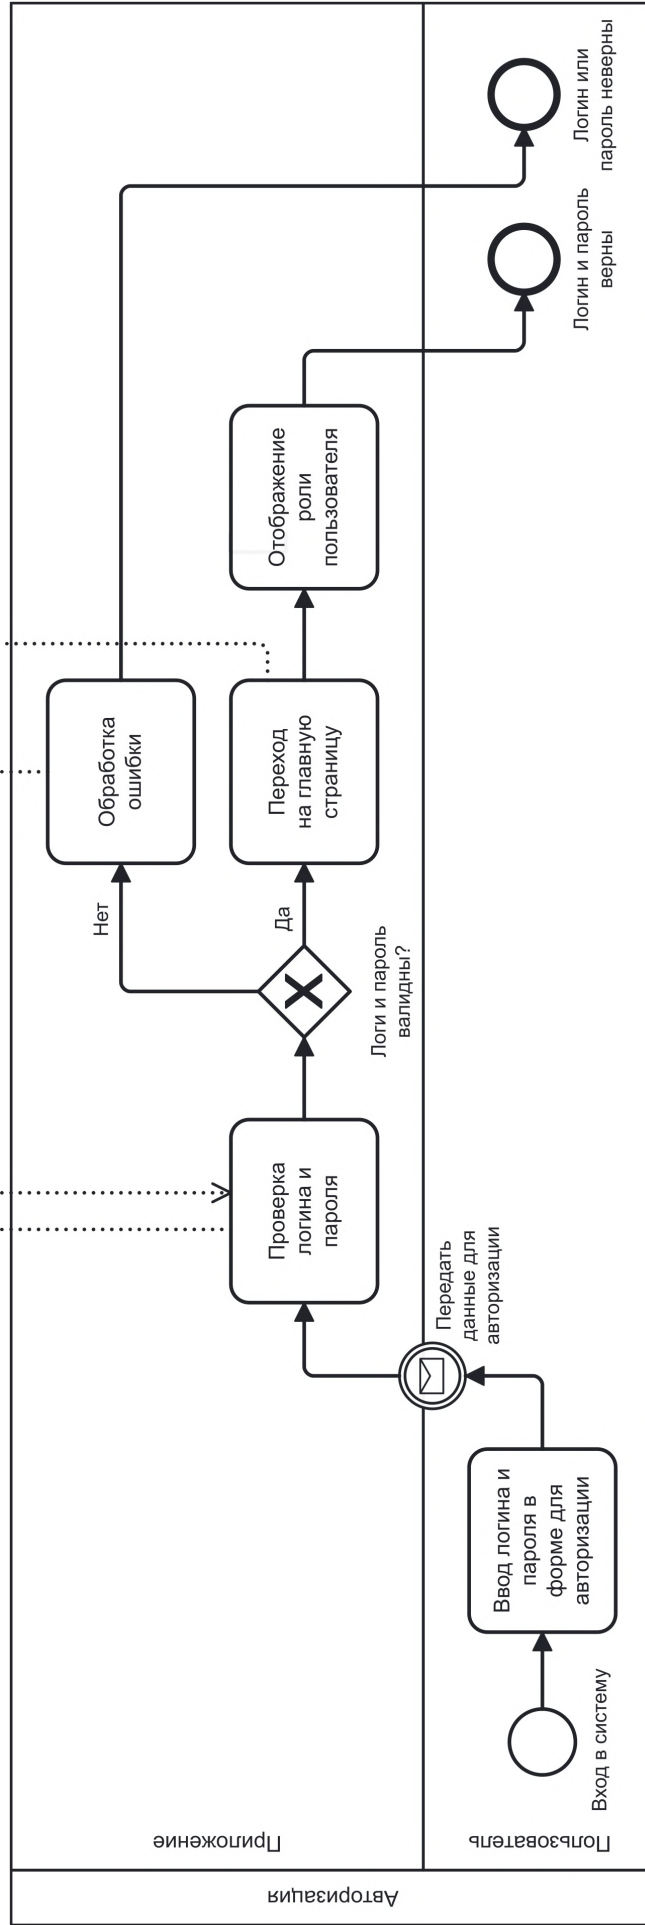 Авторизация
Приложение
Пользователь
Вход в систему
Ввод логина и
пароля в
форме для
авторизации
Передать
данные для
авторизации
Проверка
логина и
пароля
Логи и пароль
валидны?
Нет
Да
Обработка
ошибки
Переход
на главную
страницу
Отображение
роли
пользователя
Логин и пароль
верны
Логин или
пароль неверны